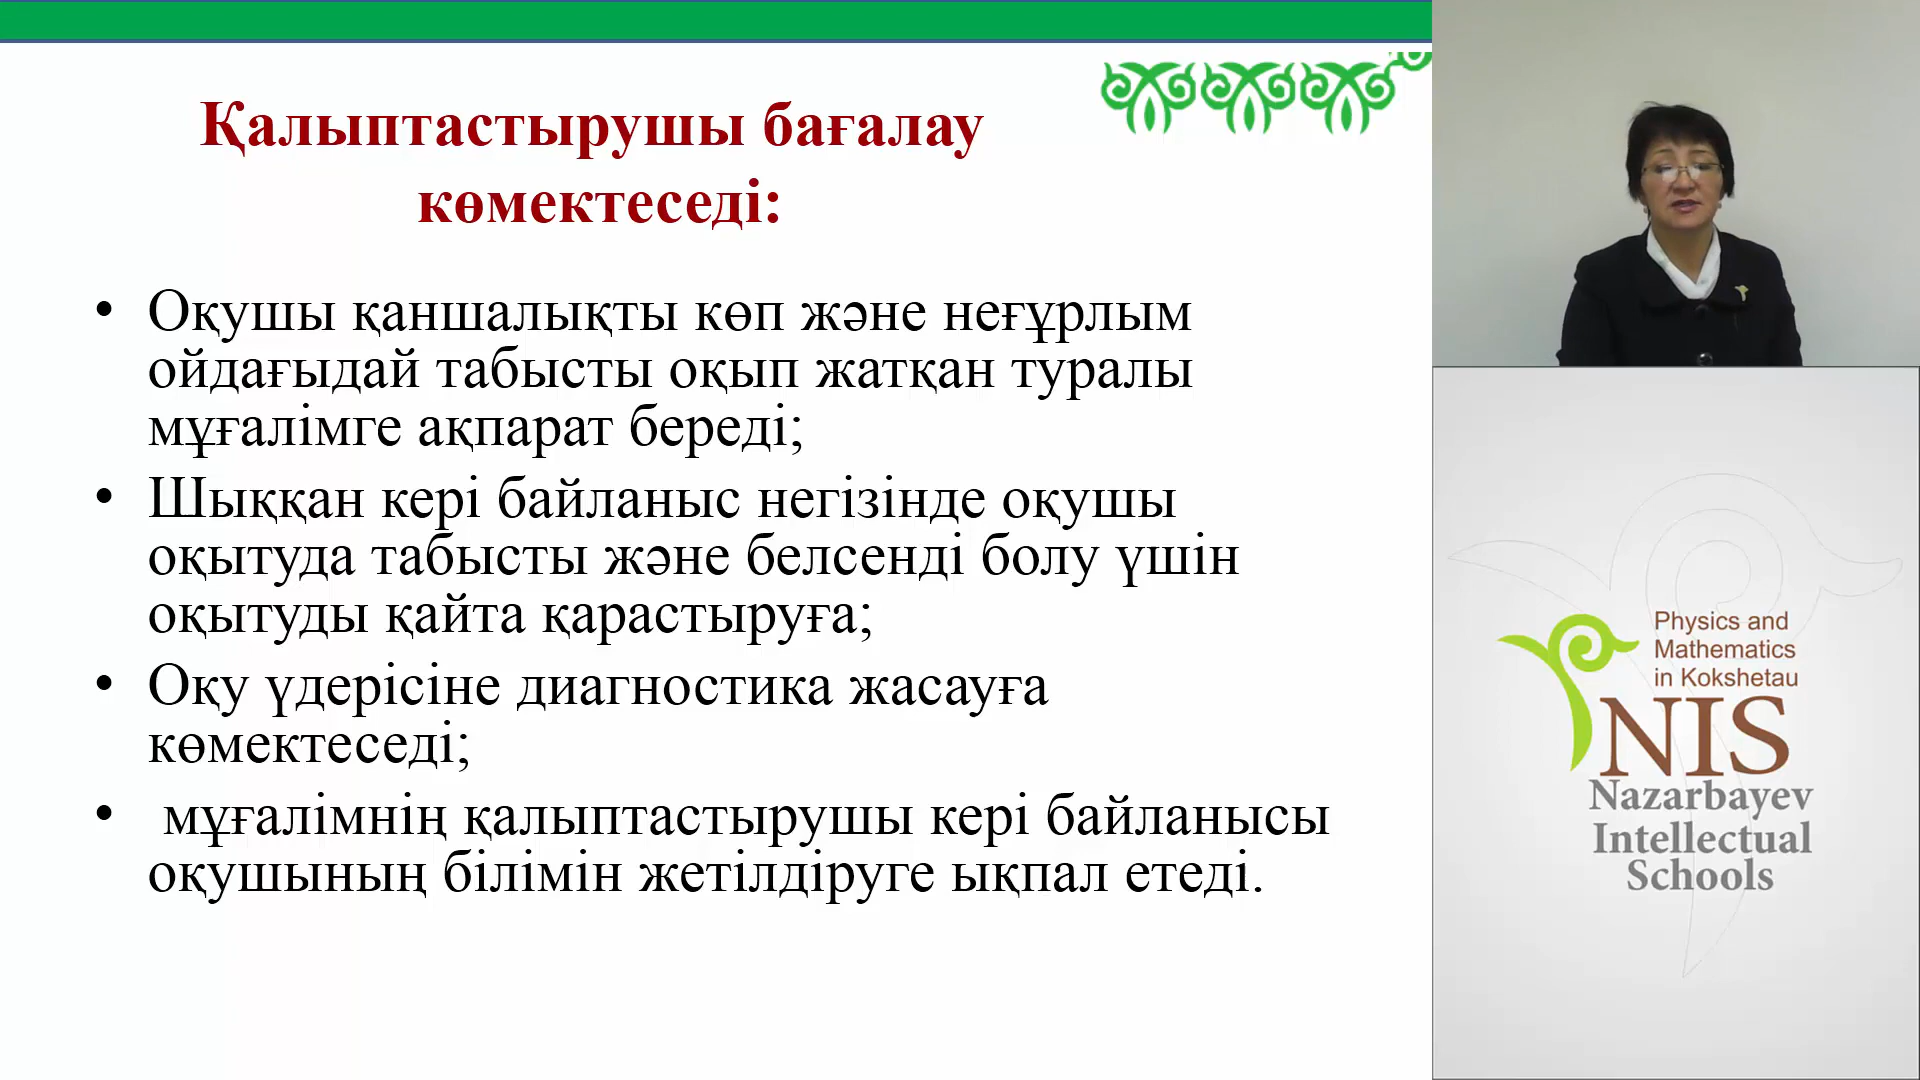 Қалыптастырушы бағалау
көмектеседі:
• Оқушы қаншалықты көп және неғұрлым
ойдағыдай табысты оқып жатқан туралы
мұғалімге ақпарат береді;
• Шыққан кері байланыс негізінде оқушы
оқытуда табысты және белсенді болу үшін
оқытуды қайта қарастыруға;
• Оқу үдерісіне диагностика жасауға
көмектеседі;
• мұғалімнің қалыптастырушы кері байланысы
оқушының білімін жетілдіруге ықпал етеді.
Physics and
Mathematics
in Kokshetau
NIS
Nazarbayev
Intellectual
Schools